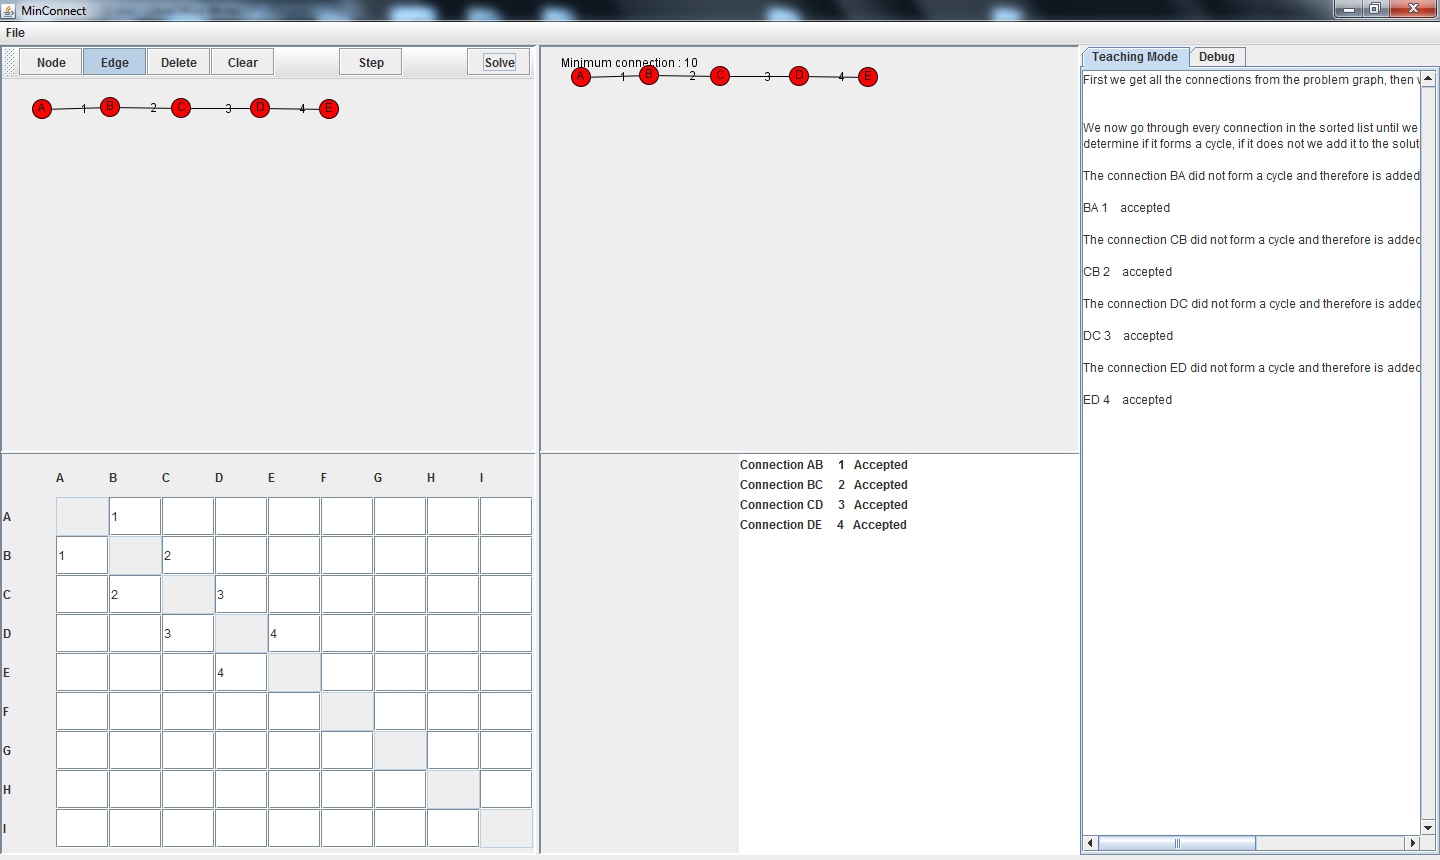 MinConnect
File
Node Edge Delete Clear Step Solve
A 1 B 2 C 3 D 4 E
Minimum connection : 10
A 1 B 2 C 3 D 4 E
Teaching Mode Debug
First we get all the connections from the problem graph, then
We now go through every connection in the sorted list until we
determine if it forms a cycle, if it does not we add it to the solut
The connection BA did not form a cycle and therefore is added
BA 1 accepted
The connection CB did not form a cycle and therefore is added
CB 2 accepted
The connection DC did not form a cycle and therefore is added
DC 3 accepted
The connection ED did not form a cycle and therefore is added
ED 4 accepted
A B C D E F G H I
A 1
B 1 2
C 2 3
D 3 4
E 4
F
G
H
I
Connection AB 1 Accepted
Connection BC 2 Accepted
Connection CD 3 Accepted
Connection DE 4 Accepted